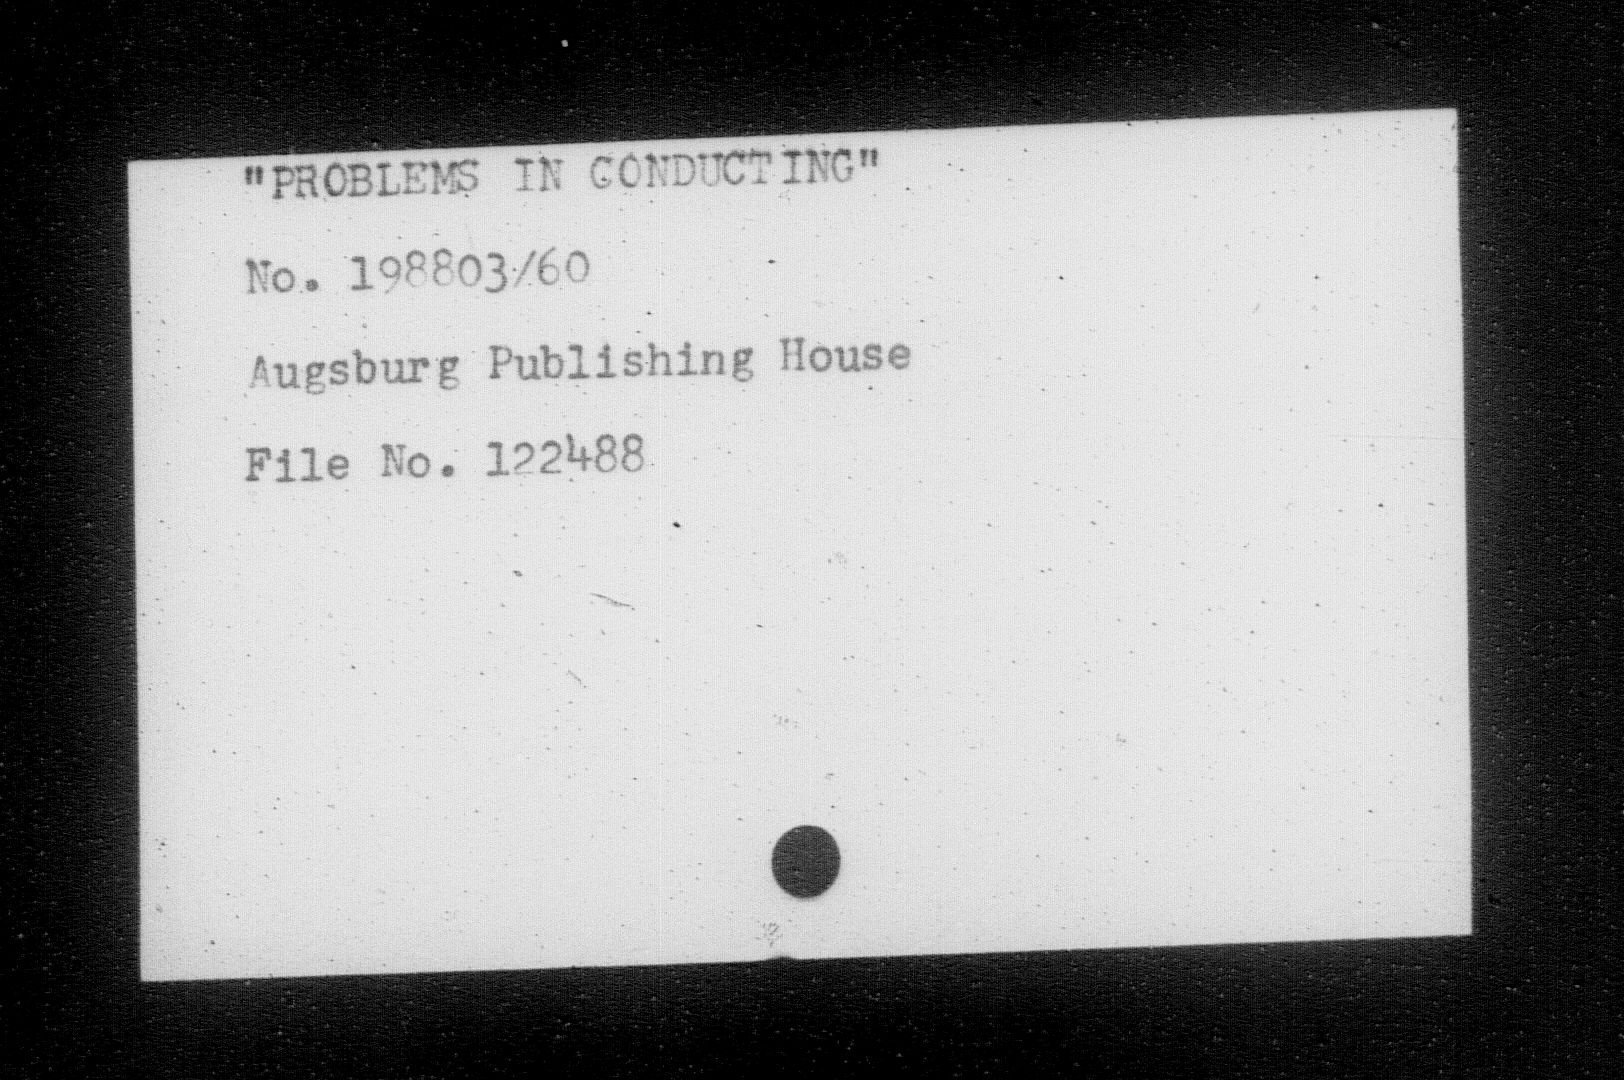 "PROBLEMS IN CONDUCTING"
No. 198803/60
Augsburg Publishing House
File No. 122488